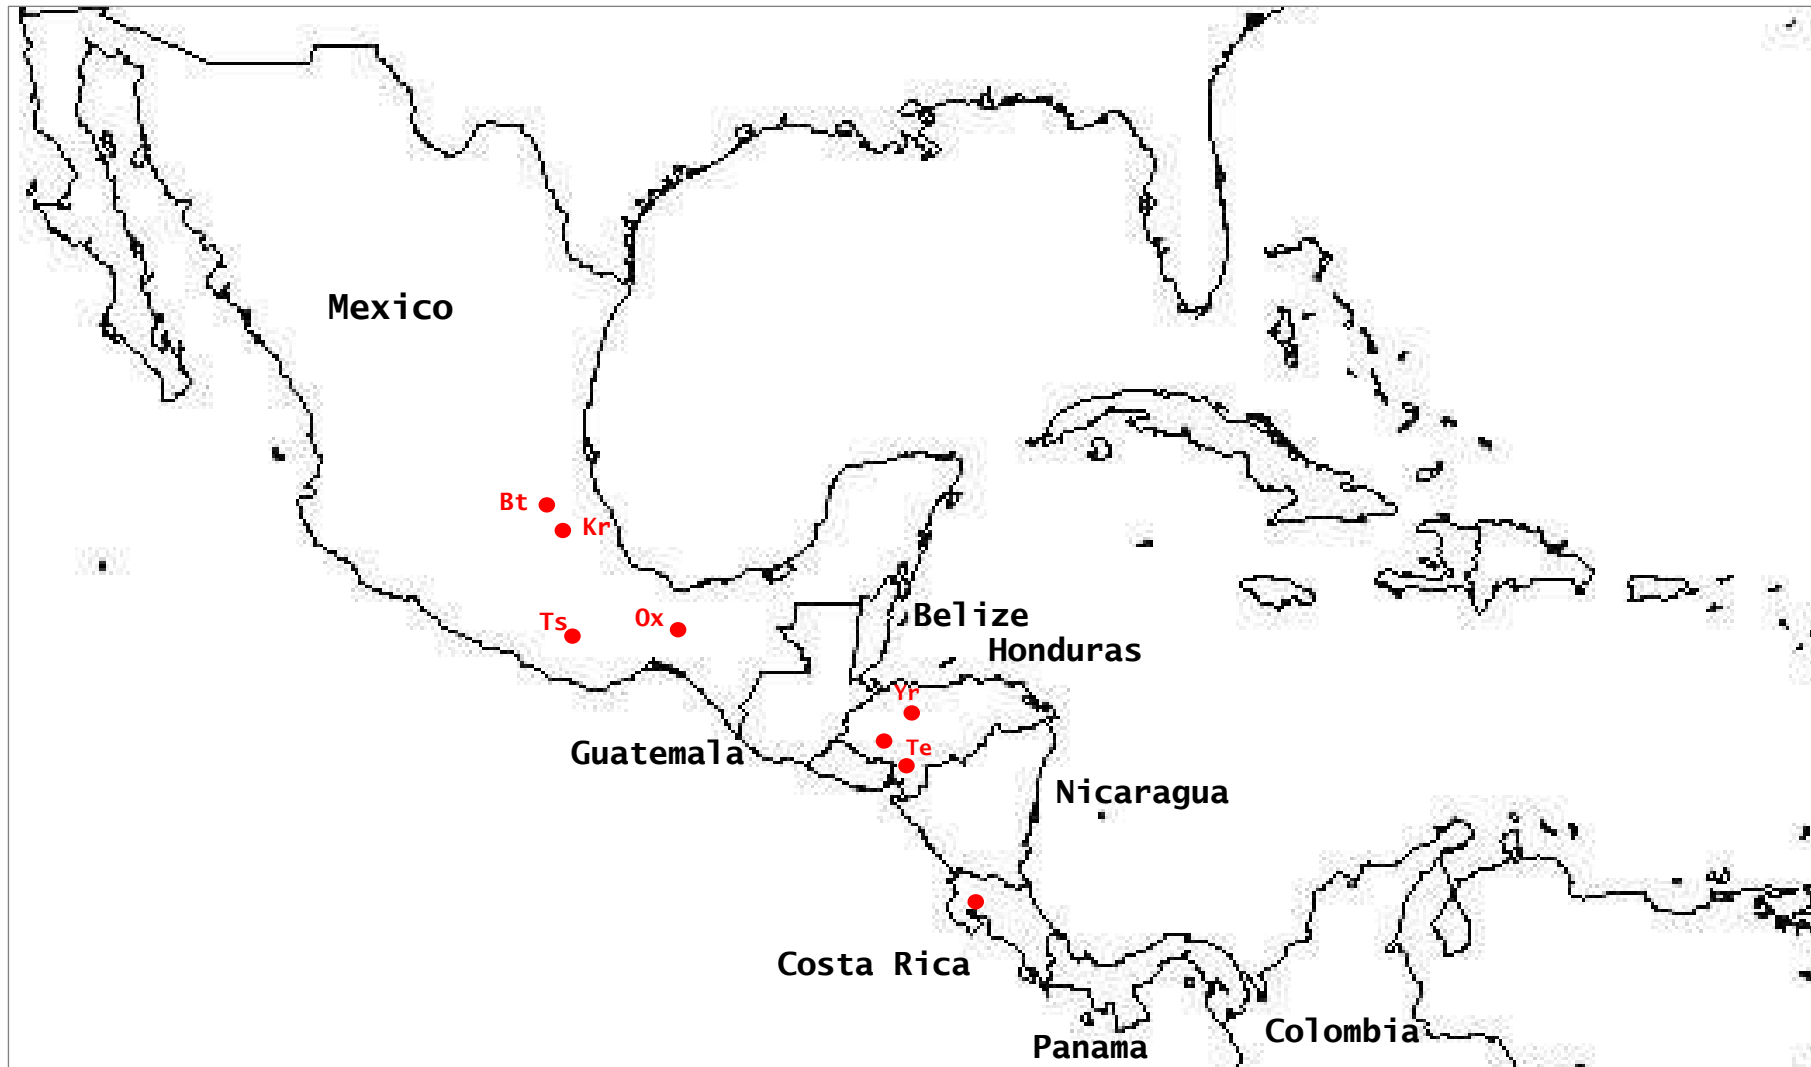 Mexico
Bt
Kr
Ts
Ox
Belize
Honduras
Yr
Te
Guatemala
Nicaragua
Costa Rica
Colombia
Panama